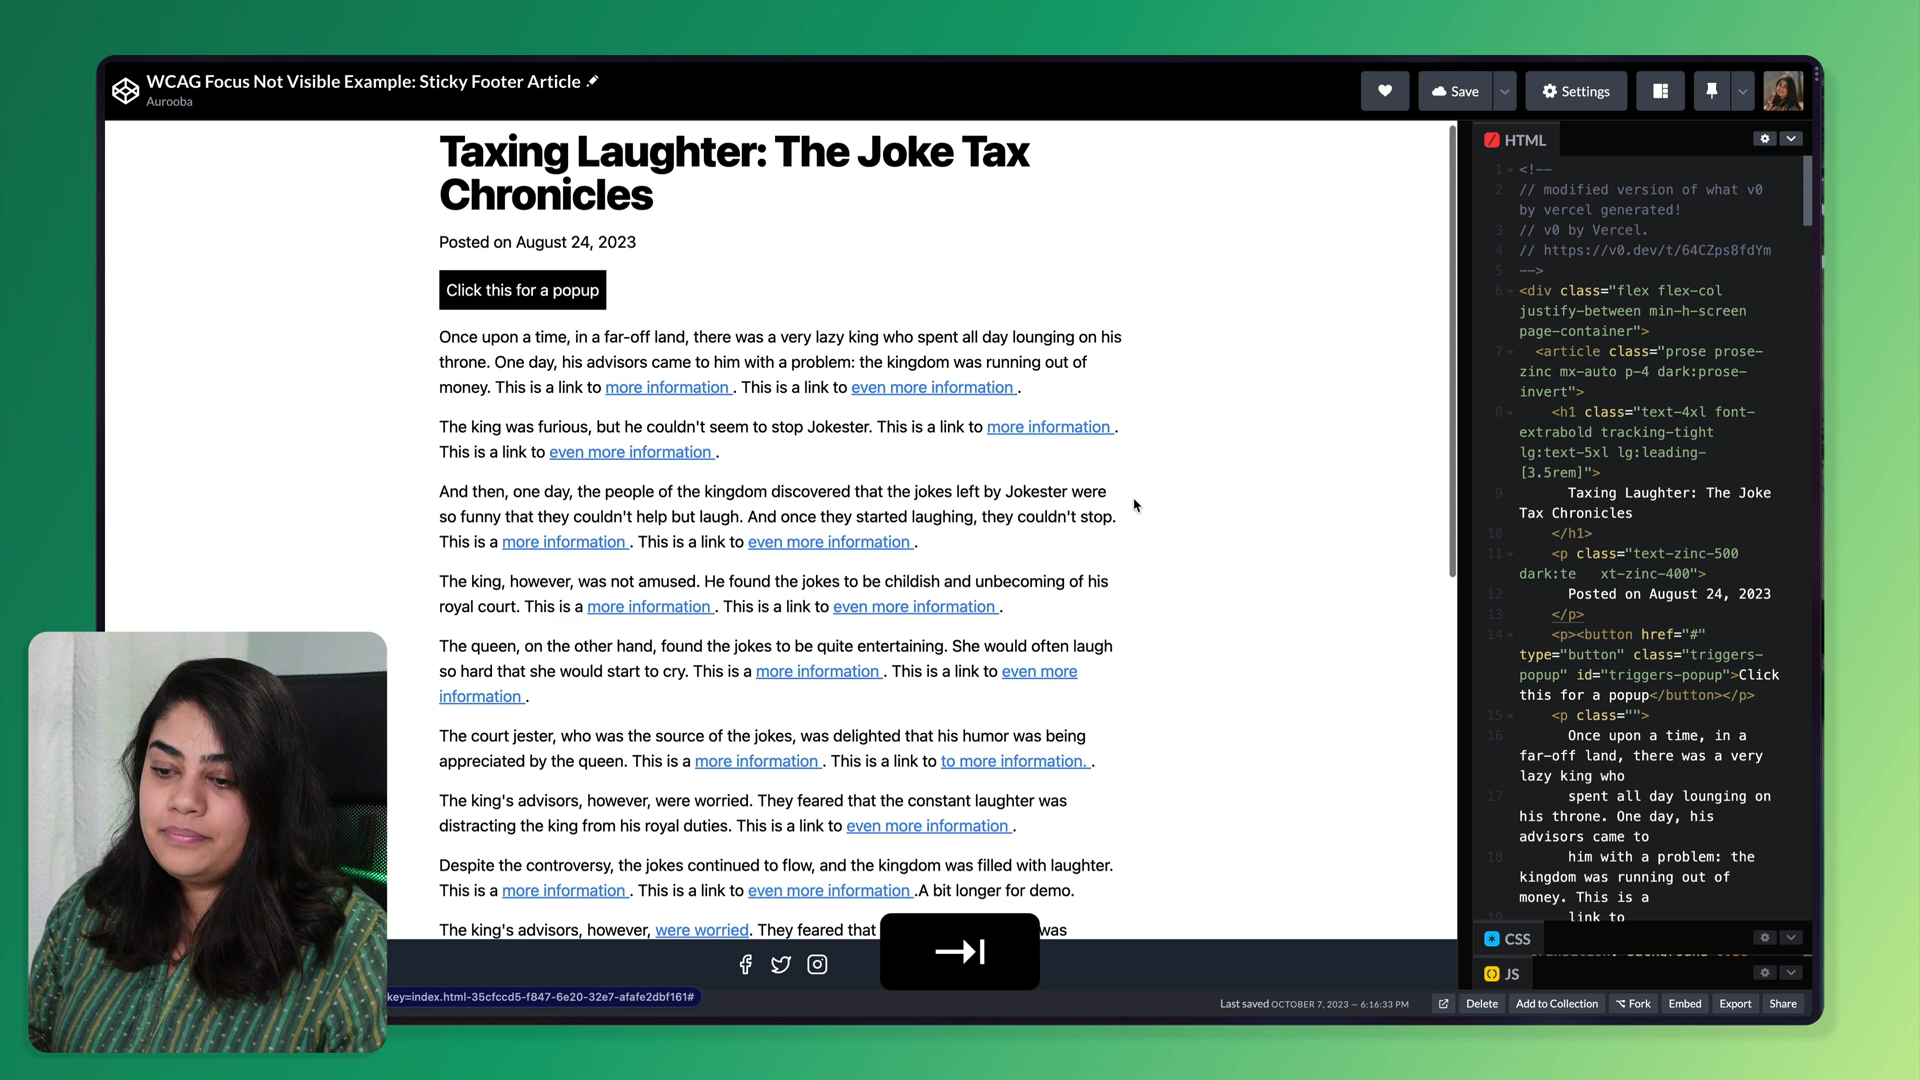 WCAG Focus Not Visible Example: Sticky Footer Article
Aurooba
Save
Settings
Taxing Laughter: The Joke Tax
Chronicles
Posted on August 24, 2023
Click this for a popup
Once upon a time, in a far-off land, there was a very lazy king who spent all day lounging on his
throne. One day, his advisors came to him with a problem: the kingdom was running out of
money. This is a link to more information . This is a link to even more information .
The king was furious, but he couldn't seem to stop Jokester. This is a link to more information .
This is a link to even more information .
And then, one day, the people of the kingdom discovered that the jokes left by Jokester were
so funny that they couldn't help but laugh. And once they started laughing, they couldn't stop.
This is a more information . This is a link to even more information .
The king, however, was not amused. He found the jokes to be childish and unbecoming of his
royal court. This is a more information . This is a link to even more information .
The queen, on the other hand, found the jokes to be quite entertaining. She would often laugh
so hard that she would start to cry. This is a more information . This is a link to even more
information .
The court jester, who was the source of the jokes, was delighted that his humor was being
appreciated by the queen. This is a more information . This is a link to to more information. .
The king's advisors, however, were worried. They feared that the constant laughter was
distracting the king from his royal duties. This is a link to even more information .
Despite the controversy, the jokes continued to flow, and the kingdom was filled with laughter.
This is a more information . This is a link to even more information .A bit longer for demo.
The king's advisors, however, were worried. They feared that was
key=index.html-35cfccd5-f847-6e20-32e7-afafe2dbf161#
HTML
1 <!--
2 // modified version of what v0
by vercel generated!
3 // v0 by Vercel.
4 // https://v0.dev/t/64CZps8fdYm
5 -->
6 <div class="flex flex-col
justify-between min-h-screen
page-container">
7 <article class="prose prose-
zinc mx-auto p-4 dark:prose-
invert">
8 <h1 class="text-4xl font-
extrabold tracking-tight
lg:text-5xl lg:leading-
[3.5rem]">
9 Taxing Laughter: The Joke
Tax Chronicles
10 </h1>
11 <p class="text-zinc-500
dark:te xt-zinc-400">
12 Posted on August 24, 2023
13 </p>
14 <p><button href="#"
type="button" class="triggers-
popup" id="triggers-popup">Click
this for a popup</button></p>
15 <p class="">
16 Once upon a time, in a
far-off land, there was a very
lazy king who
17 spent all day lounging on
his throne. One day, his
advisors came to
18 him with a problem: the
kingdom was running out of
money. This is a
19 link to
CSS
JS
Last saved OCTOBER 7, 2023 — 6:16:33 PM
Delete
Add to Collection
Fork
Embed
Export
Share